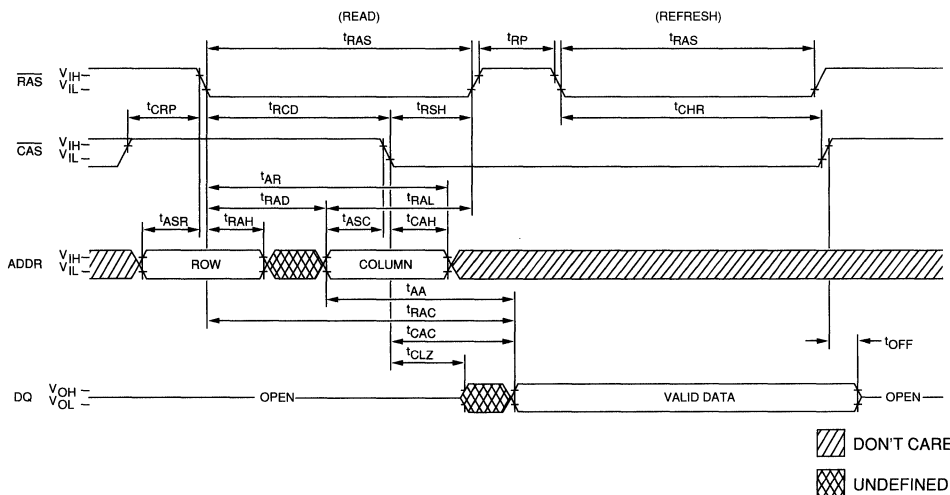 (READ) (REFRESH)
tRAS tRP tRAS
RAS VIH VIL
tCRP tRCD tRSH tCHR
CAS VIH VIL
tAR
tRAD tRAL
tASR tRAH tASC tCAH
ADDR VIH VIL ROW COLUMN
tAA
tRAC
tCAC tOFF
tCLZ
DQ VOH VOL OPEN VALID DATA OPEN
DON'T CARE
UNDEFINED